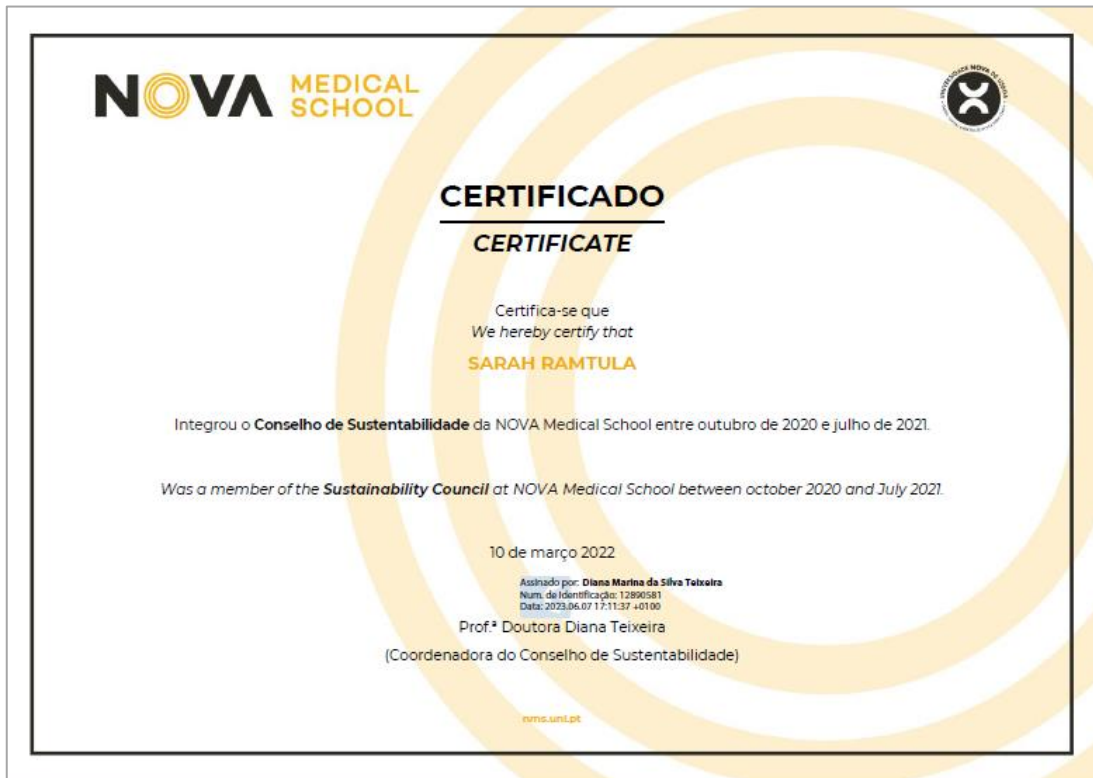 NOVA MEDICAL SCHOOL
CERTIFICADO
CERTIFICATE
Certifica-se que
We hereby certify that
SARAH RAMTULA
Integrou o Conselho de Sustentabilidade da NOVA Medical School entre outubro de 2020 e julho de 2021.
Was a member of the Sustainability Council at NOVA Medical School between october 2020 and July 2021.
10 de março 2022
Assinado por: Diana Marina da Silva Teixeira
Num. de Identificação: 12890581
Data: 2023.06.07 17:11:37 +0100
Prof.ª Doutora Diana Teixeira
(Coordenadora do Conselho de Sustentabilidade)
nms.unl.pt
UNIVERSIDADE NOVA DE LISBOA